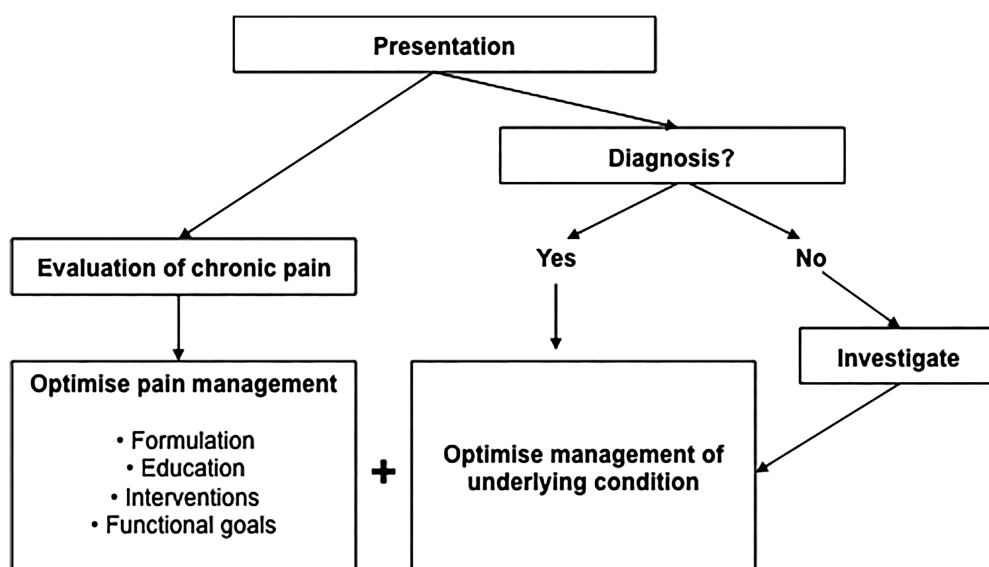 Presentation
Diagnosis?
Evaluation of chronic pain
Yes
No
Investigate
Optimise pain management
• Formulation
• Education
• Interventions
• Functional goals
+
Optimise management of
underlying condition